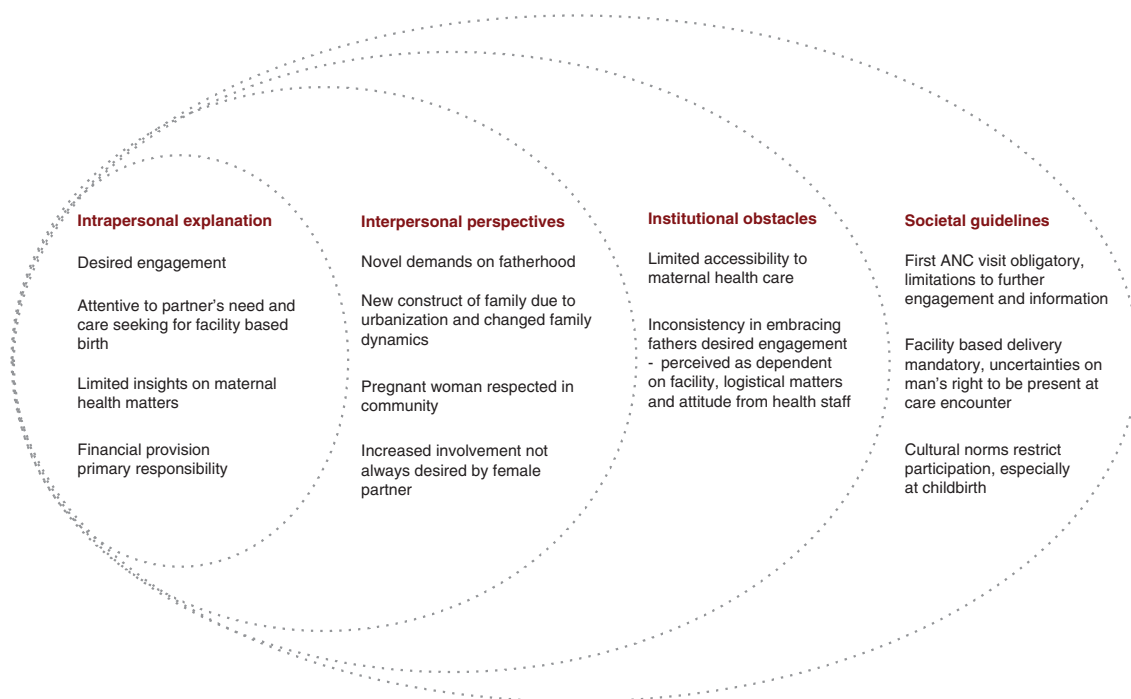 Intrapersonal explanation
Desired engagement
Attentive to partner's need and
care seeking for facility based
birth
Limited insights on maternal
health matters
Financial provision
primary responsibility
Interpersonal perspectives
Novel demands on fatherhood
New construct of family due to
urbanization and changed family
dynamics
Pregnant woman respected in
community
Increased involvement not
always desired by female
partner
Institutional obstacles
Limited accessibility to
maternal health care
Inconsistency in embracing
fathers desired engagement
- perceived as dependent
on facility, logistical matters
and attitude from health staff
Societal guidelines
First ANC visit obligatory,
limitations to further
engagement and information
Facility based delivery
mandatory, uncertainties on
man's right to be present at
care encounter
Cultural norms restrict
participation, especially
at childbirth